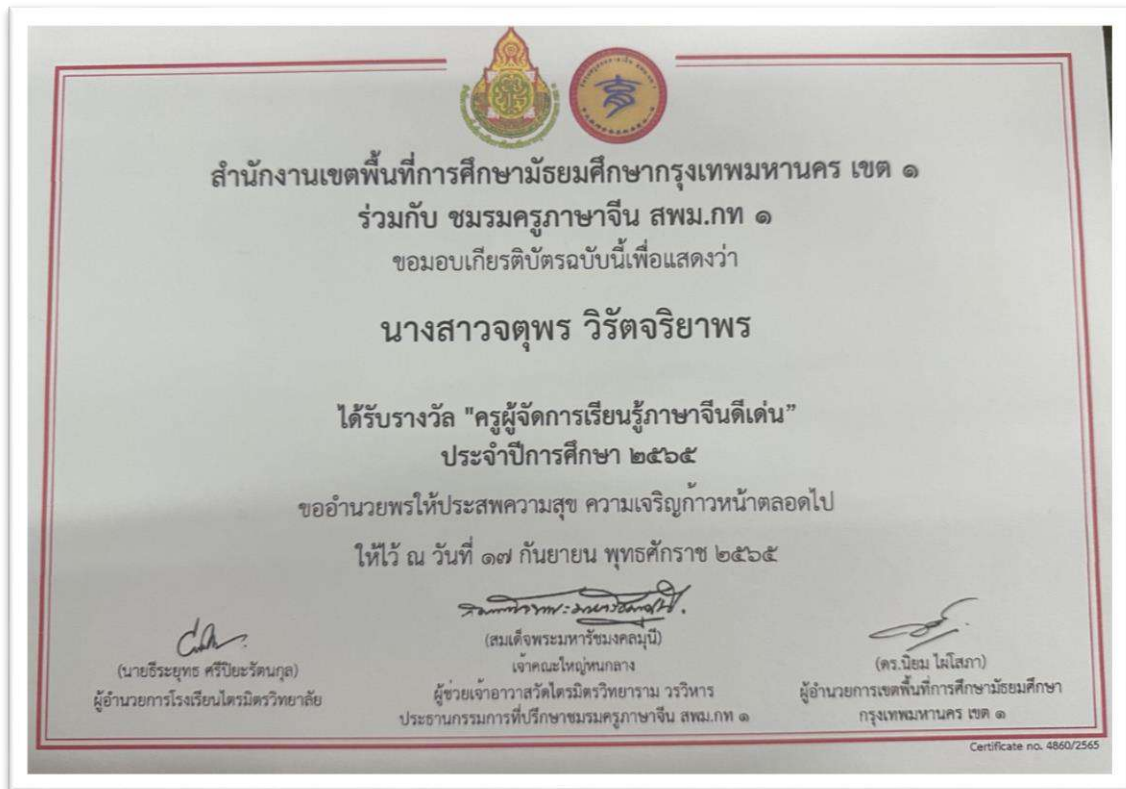 สำนักงานเขตพื้นที่การศึกษามัธยมศึกษากรุงเทพมหานคร เขต ๑
ร่วมกับ ชมรมครูภาษาจีน สพม.กท ๑
ขอมอบเกียรติบัตรฉบับนี้เพื่อแสดงว่า
นางสาวจตุพร วิรัตจริยาพร
ได้รับรางวัล "ครูผู้จัดการเรียนรู้ภาษาจีนดีเด่น”
ประจำปีการศึกษา ๒๕๖๕
ขออำนวยพรให้ประสพความสุข ความเจริญก้าวหน้าตลอดไป
ให้ไว้ ณ วันที่ ๑๗ กันยายน พุทธศักราช ๒๕๖๕
(นายธีระยุทธ ศรีปิยะรัตนกุล)
ผู้อำนวยการโรงเรียนไตรมิตรวิทยาลัย
(สมเด็จพระมหารัชมงคลมุนี)
เจ้าคณะใหญ่หนกลาง
ผู้ช่วยเจ้าอาวาสวัดไตรมิตรวิทยาราม วรวิหาร
ประธานกรรมการที่ปรึกษาชมรมครูภาษาจีน สพม.กท ๑
(ดร.นิยม ไผ่โสภา)
ผู้อำนวยการเขตพื้นที่การศึกษามัธยมศึกษา
กรุงเทพมหานคร เขต ๑
Certificate no. 4860/2565